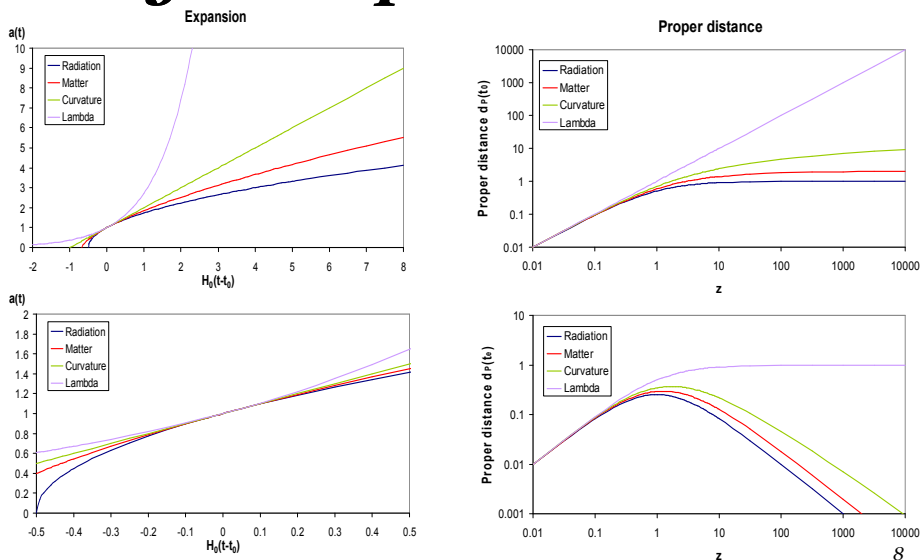 Expansion
a(t)
10
9
8
7
6
5
4
3
2
1
0
Radiation
Matter
Curvature
Lambda
-2 -1 0 1 2 3 4 5 6 7 8
H₀(t-t₀)
Proper distance
Proper distance dP(t₀)
10000
1000
100
10
1
0.1
0.01
Radiation
Matter
Curvature
Lambda
0.01 0.1 1 10 100 1000 10000
z
a(t)
2
1.8
1.6
1.4
1.2
1
0.8
0.6
0.4
0.2
0
Radiation
Matter
Curvature
Lambda
-0.5 -0.4 -0.3 -0.2 -0.1 0 0.1 0.2 0.3 0.4 0.5
H₀(t-t₀)
Proper distance dP(tₑ)
10
1
0.1
0.01
0.001
Radiation
Matter
Curvature
Lambda
0.01 0.1 1 10 100 1000 10000
z
8